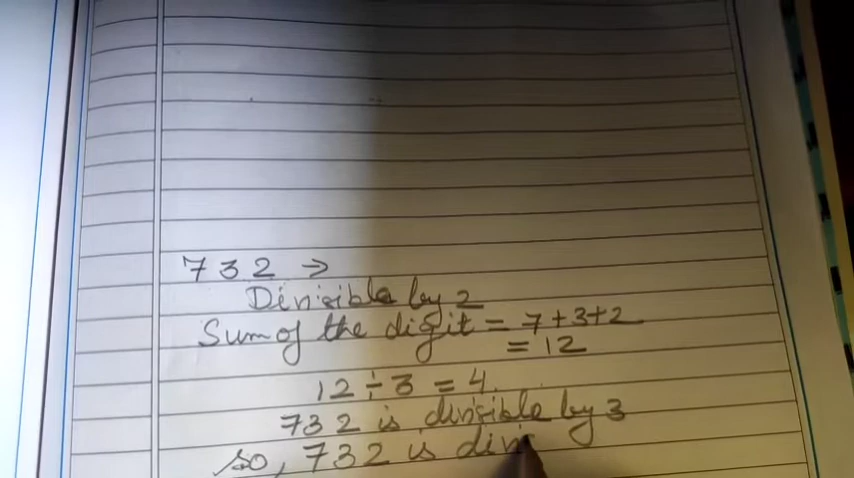 732 →
Divisible by 2
Sum of the digit = 7+3+2
= 12
12 ÷ 3 = 4.
732 is divisible by 3
so, 732 is divis